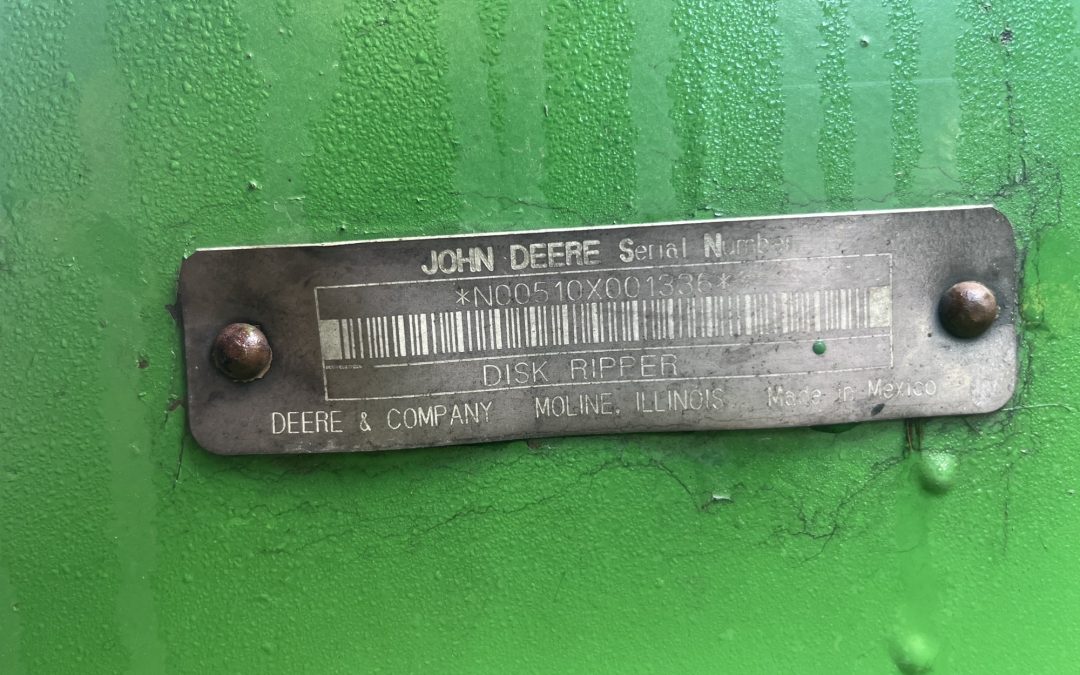 JOHN DEERE Serial Number
*N00510X001336*
DISK RIPPER
DEERE & COMPANY MOLINE, ILLINOIS Made in Mexico